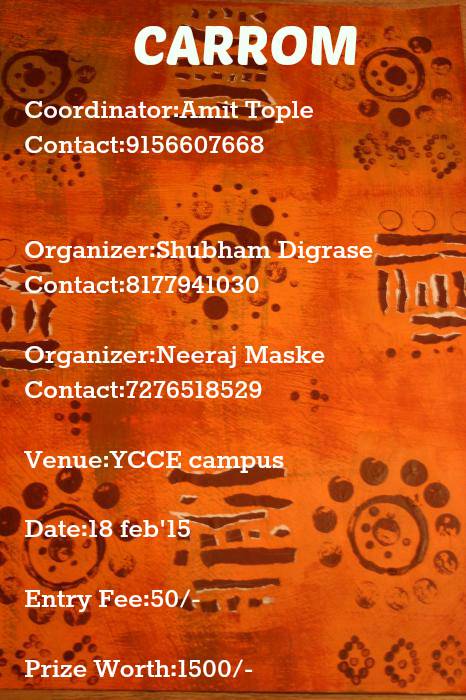 CARROM
Coordinator:Amit Tople
Contact:9156607668
Organizer:Shubham Digrase
Contact:8177941030
Organizer:Neeraj Maske
Contact:7276518529
Venue:YCCE campus
Date:18 feb'15
Entry Fee:50/-
Prize Worth:1500/-